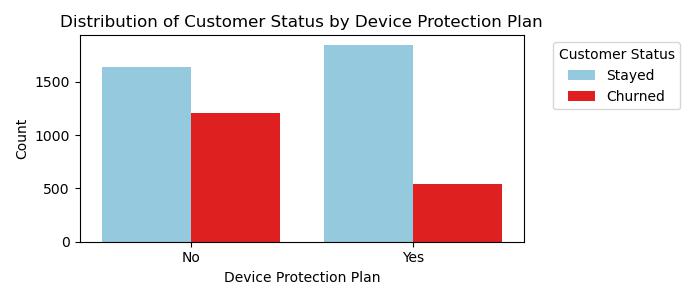 Distribution of Customer Status by Device Protection Plan
Customer Status
Stayed
Churned
Count
1500
1000
500
0
No
Yes
Device Protection Plan